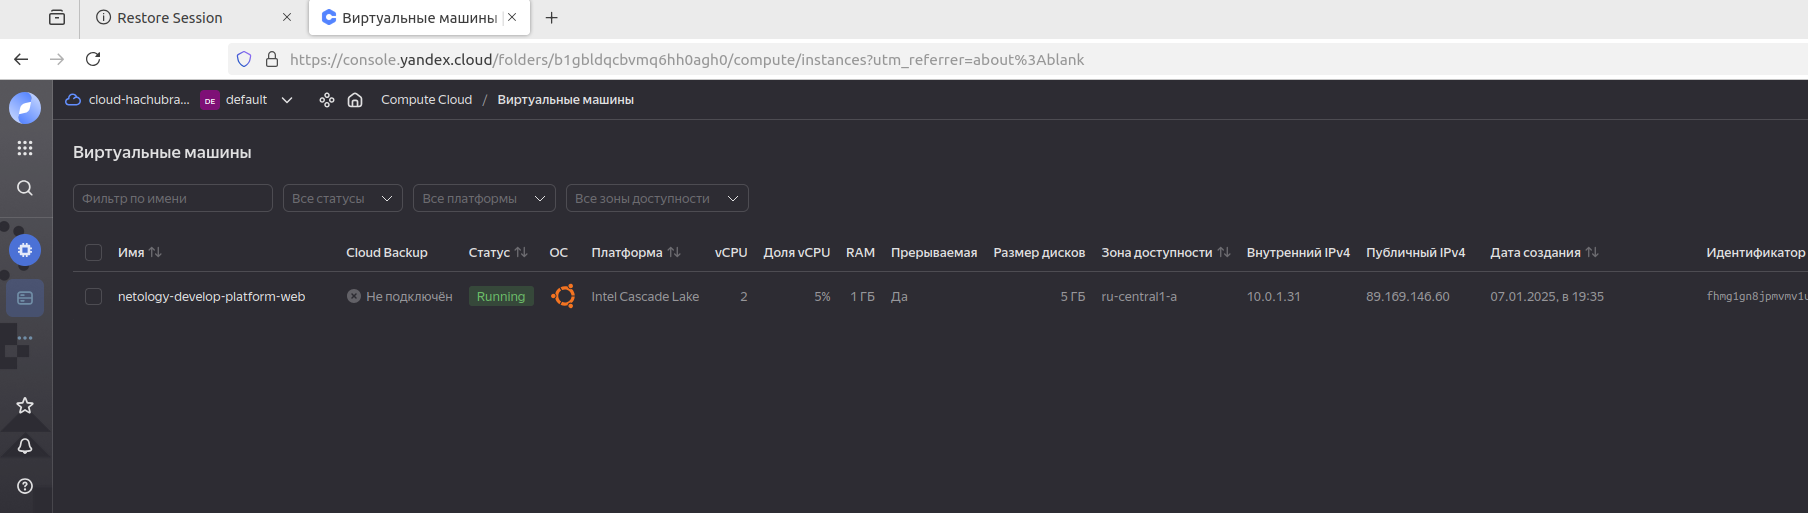 Restore Session
Виртуальные машины
https://console.yandex.cloud/folders/b1gbldqcbvmq6hh0agh0/compute/instances?utm_referrer=about%3Ablank
cloud-hachubra... DE default Compute Cloud / Виртуальные машины
Виртуальные машины
Фильтр по имени Все статусы Все платформы Все зоны доступности
Имя Cloud Backup Статус ОС Платформа vCPU Доля vCPU RAM Прерываемая Размер дисков Зона доступности Внутренний IPv4 Публичный IPv4 Дата создания Идентификатор
netology-develop-platform-web Не подключён Running Intel Cascade Lake 2 5% 1 ГБ Да 5 ГБ ru-central1-a 10.0.1.31 89.169.146.60 07.01.2025, в 19:35 fhmg1gn8jpmvmv1u